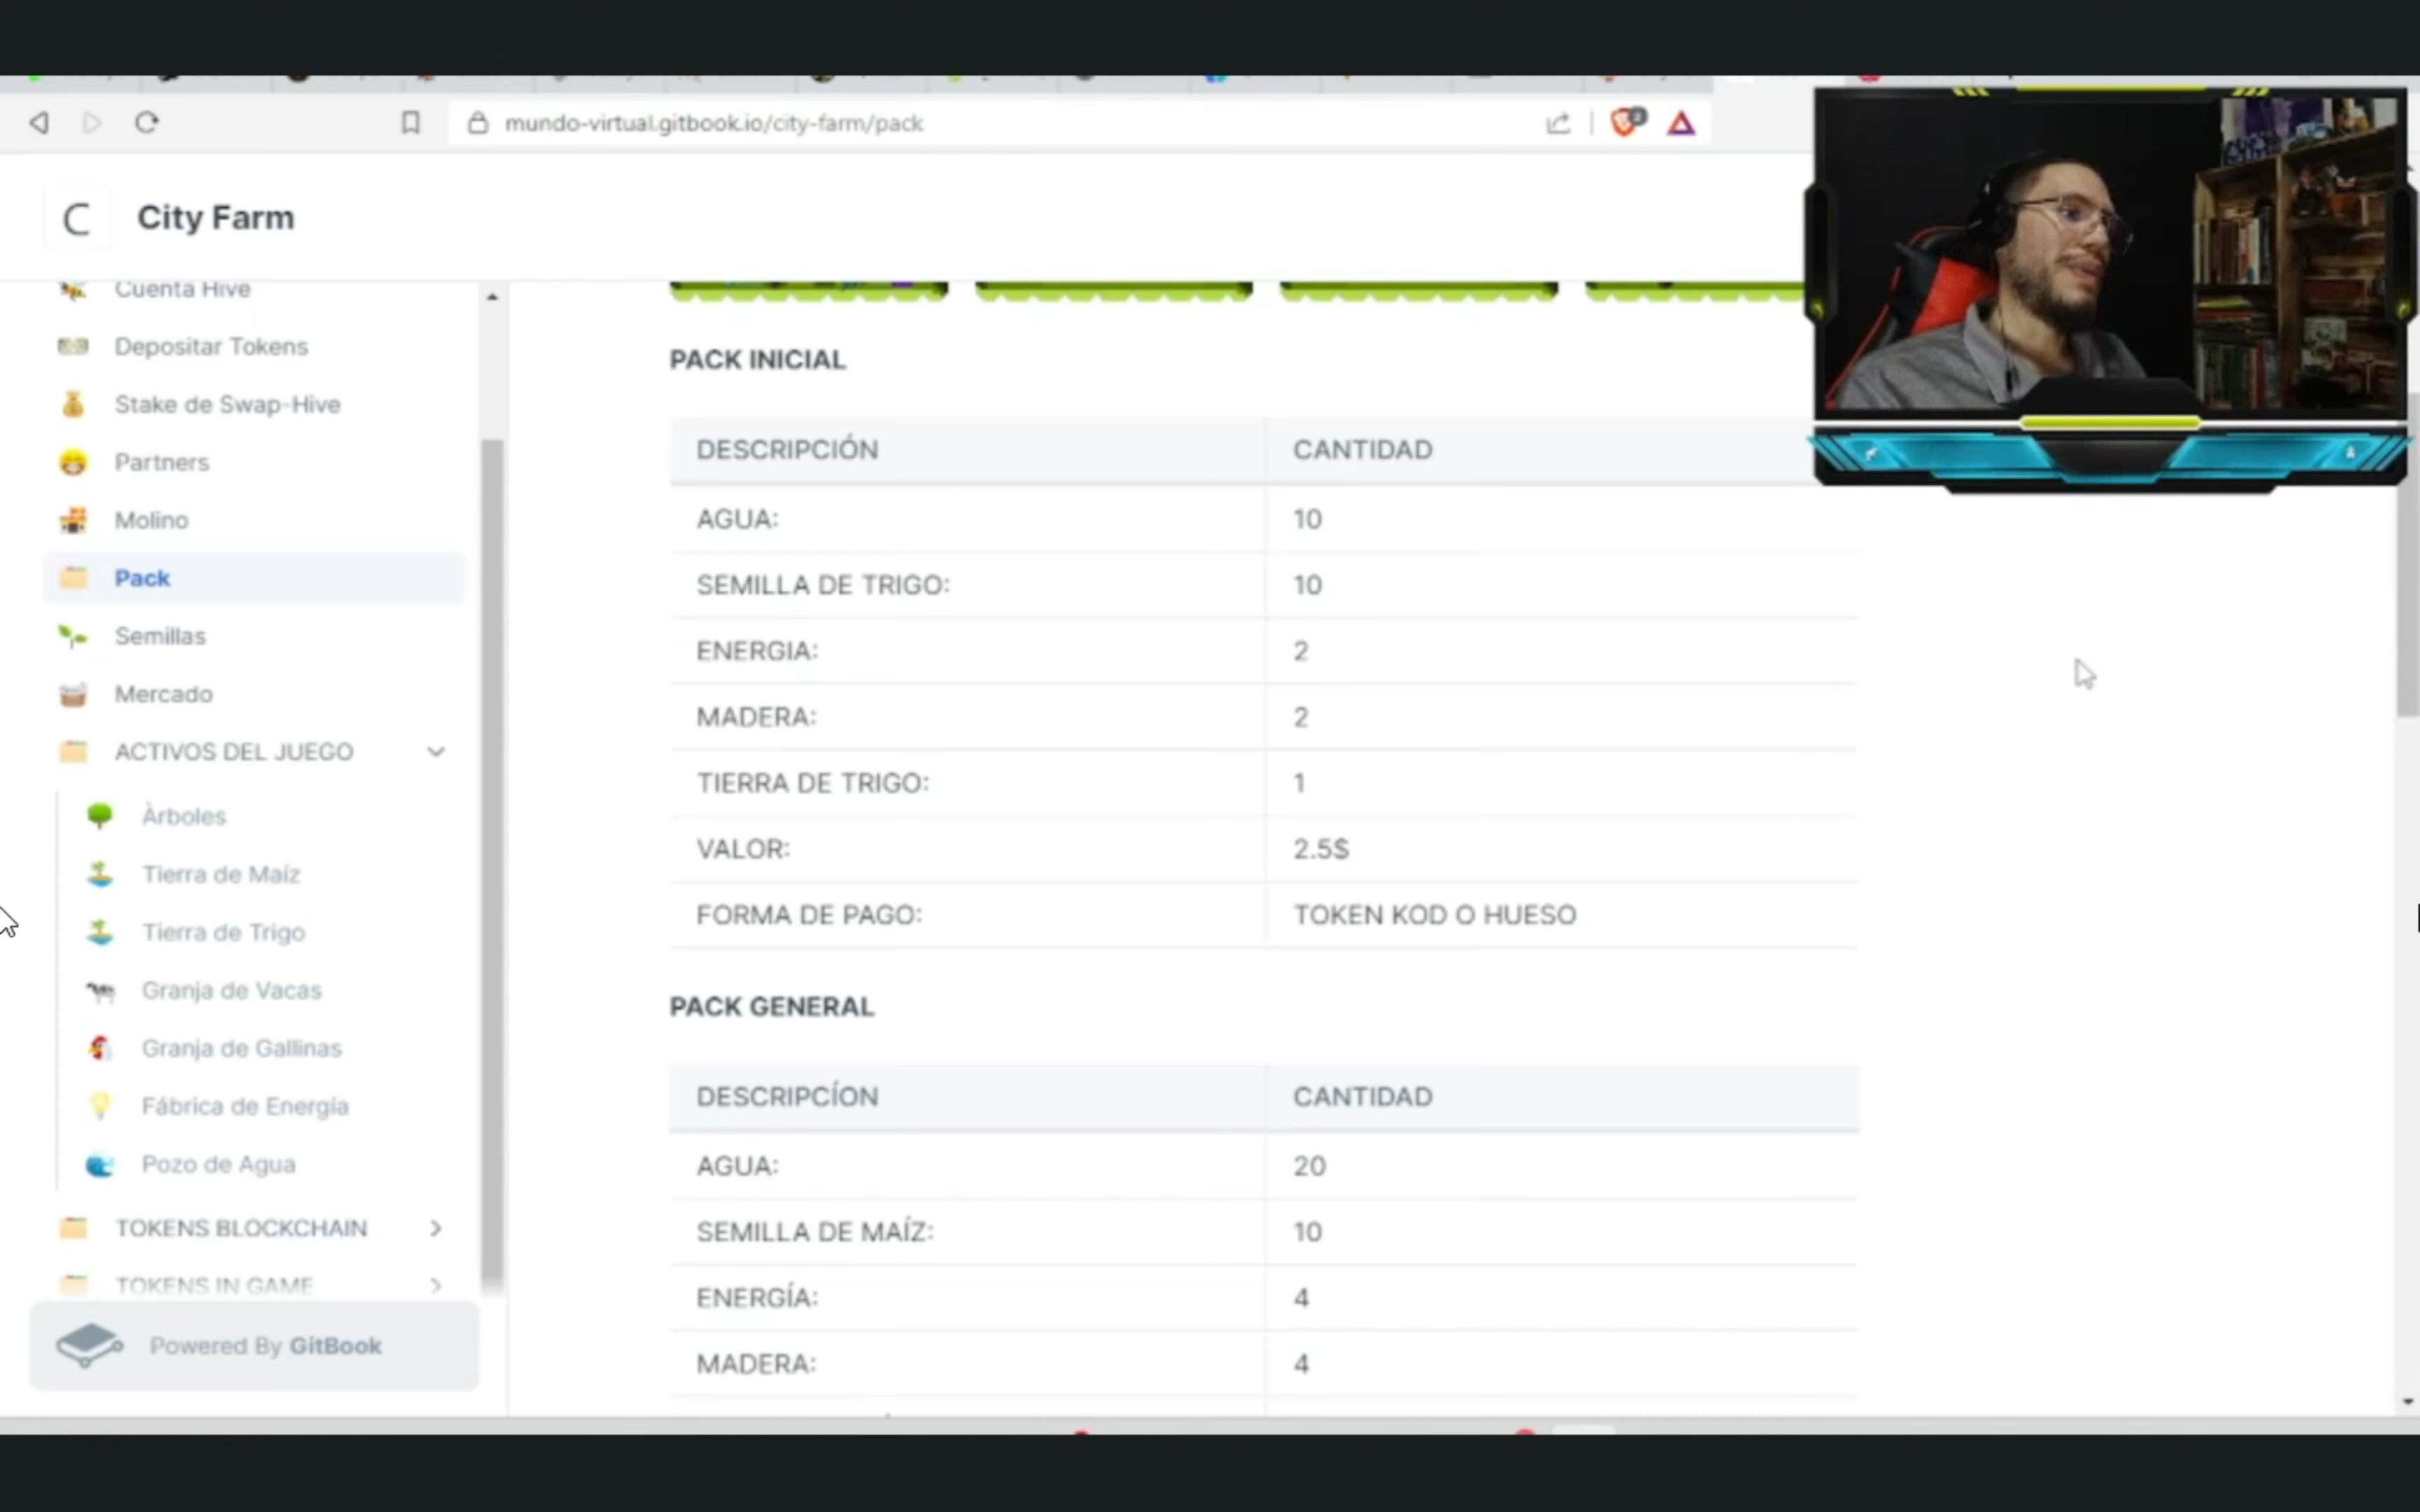 mundo-virtual.gitbook.io/city-farm/pack
C City Farm
Cuenta Hive
Depositar Tokens
Stake de Swap-Hive
Partners
Molino
Pack
Semillas
Mercado
ACTIVOS DEL JUEGO
Àrboles
Tierra de Maíz
Tierra de Trigo
Granja de Vacas
Granja de Gallinas
Fábrica de Energía
Pozo de Agua
TOKENS BLOCKCHAIN
TOKENS IN GAME
Powered By GitBook
PACK INICIAL
DESCRIPCIÓN CANTIDAD
AGUA: 10
SEMILLA DE TRIGO: 10
ENERGIA: 2
MADERA: 2
TIERRA DE TRIGO: 1
VALOR: 2.5$
FORMA DE PAGO: TOKEN KOD O HUESO
PACK GENERAL
DESCRIPCÍON CANTIDAD
AGUA: 20
SEMILLA DE MAÍZ: 10
ENERGÍA: 4
MADERA: 4